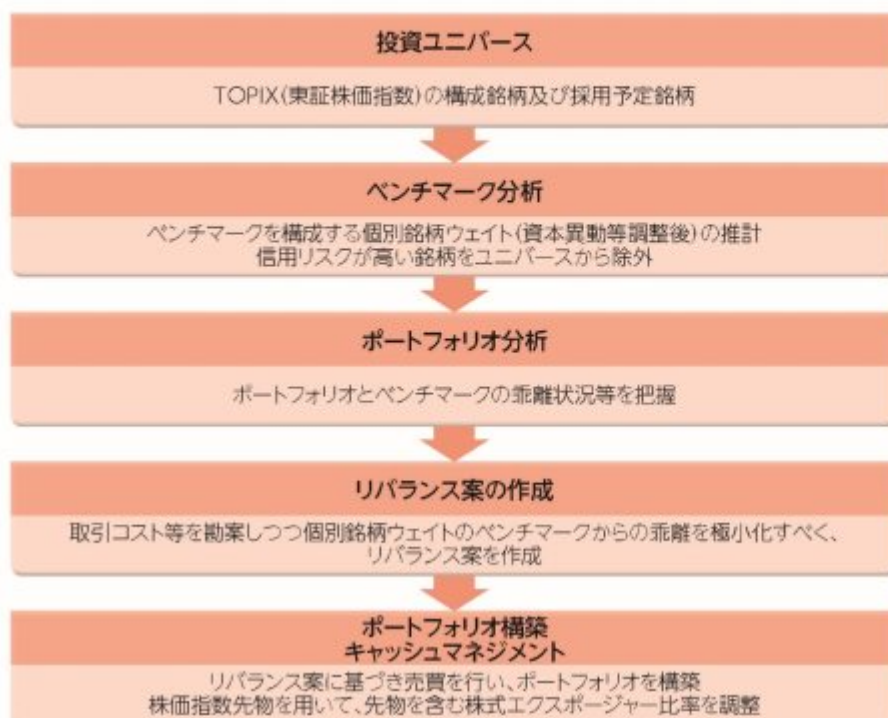 投資ユニバース
TOPIX(東証株価指数)の構成銘柄及び採用予定銘柄
ベンチマーク分析
ベンチマークを構成する個別銘柄ウェイト(資本異動等調整後)の推計
信用リスクが高い銘柄をユニバースから除外
ポートフォリオ分析
ポートフォリオとベンチマークの乖離状況等を把握
リバランス案の作成
取引コスト等を勘案しつつ個別銘柄ウェイトのベンチマークからの乖離を極小化すべく、
リバランス案を作成
ポートフォリオ構築
キャッシュマネジメント
リバランス案に基づき売買を行い、ポートフォリオを構築
株価指数先物を用いて、先物を含む株式エクスポージャー比率を調整